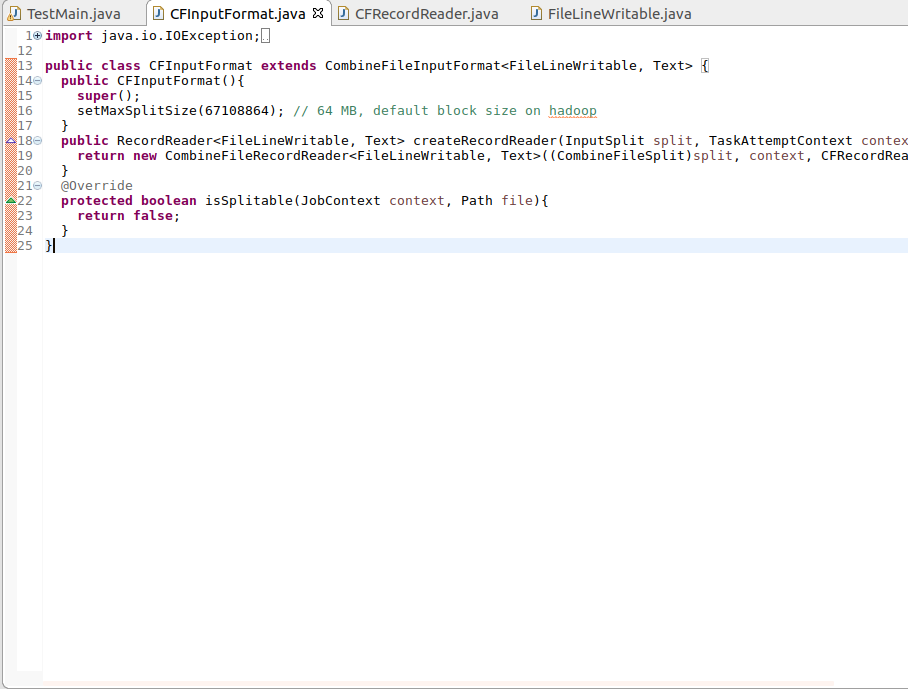 TestMain.java CFInputFormat.java CFRecordReader.java FileLineWritable.java
1 import java.io.IOException;
12
13 public class CFInputFormat extends CombineFileInputFormat<FileLineWritable, Text> {
14 public CFInputFormat(){
15 super();
16 setMaxSplitSize(67108864); // 64 MB, default block size on hadoop
17 }
18 public RecordReader<FileLineWritable, Text> createRecordReader(InputSplit split, TaskAttemptContext contex
19 return new CombineFileRecordReader<FileLineWritable, Text>((CombineFileSplit)split, context, CFRecordRea
20 }
21 @Override
22 protected boolean isSplitable(JobContext context, Path file){
23 return false;
24 }
25 }